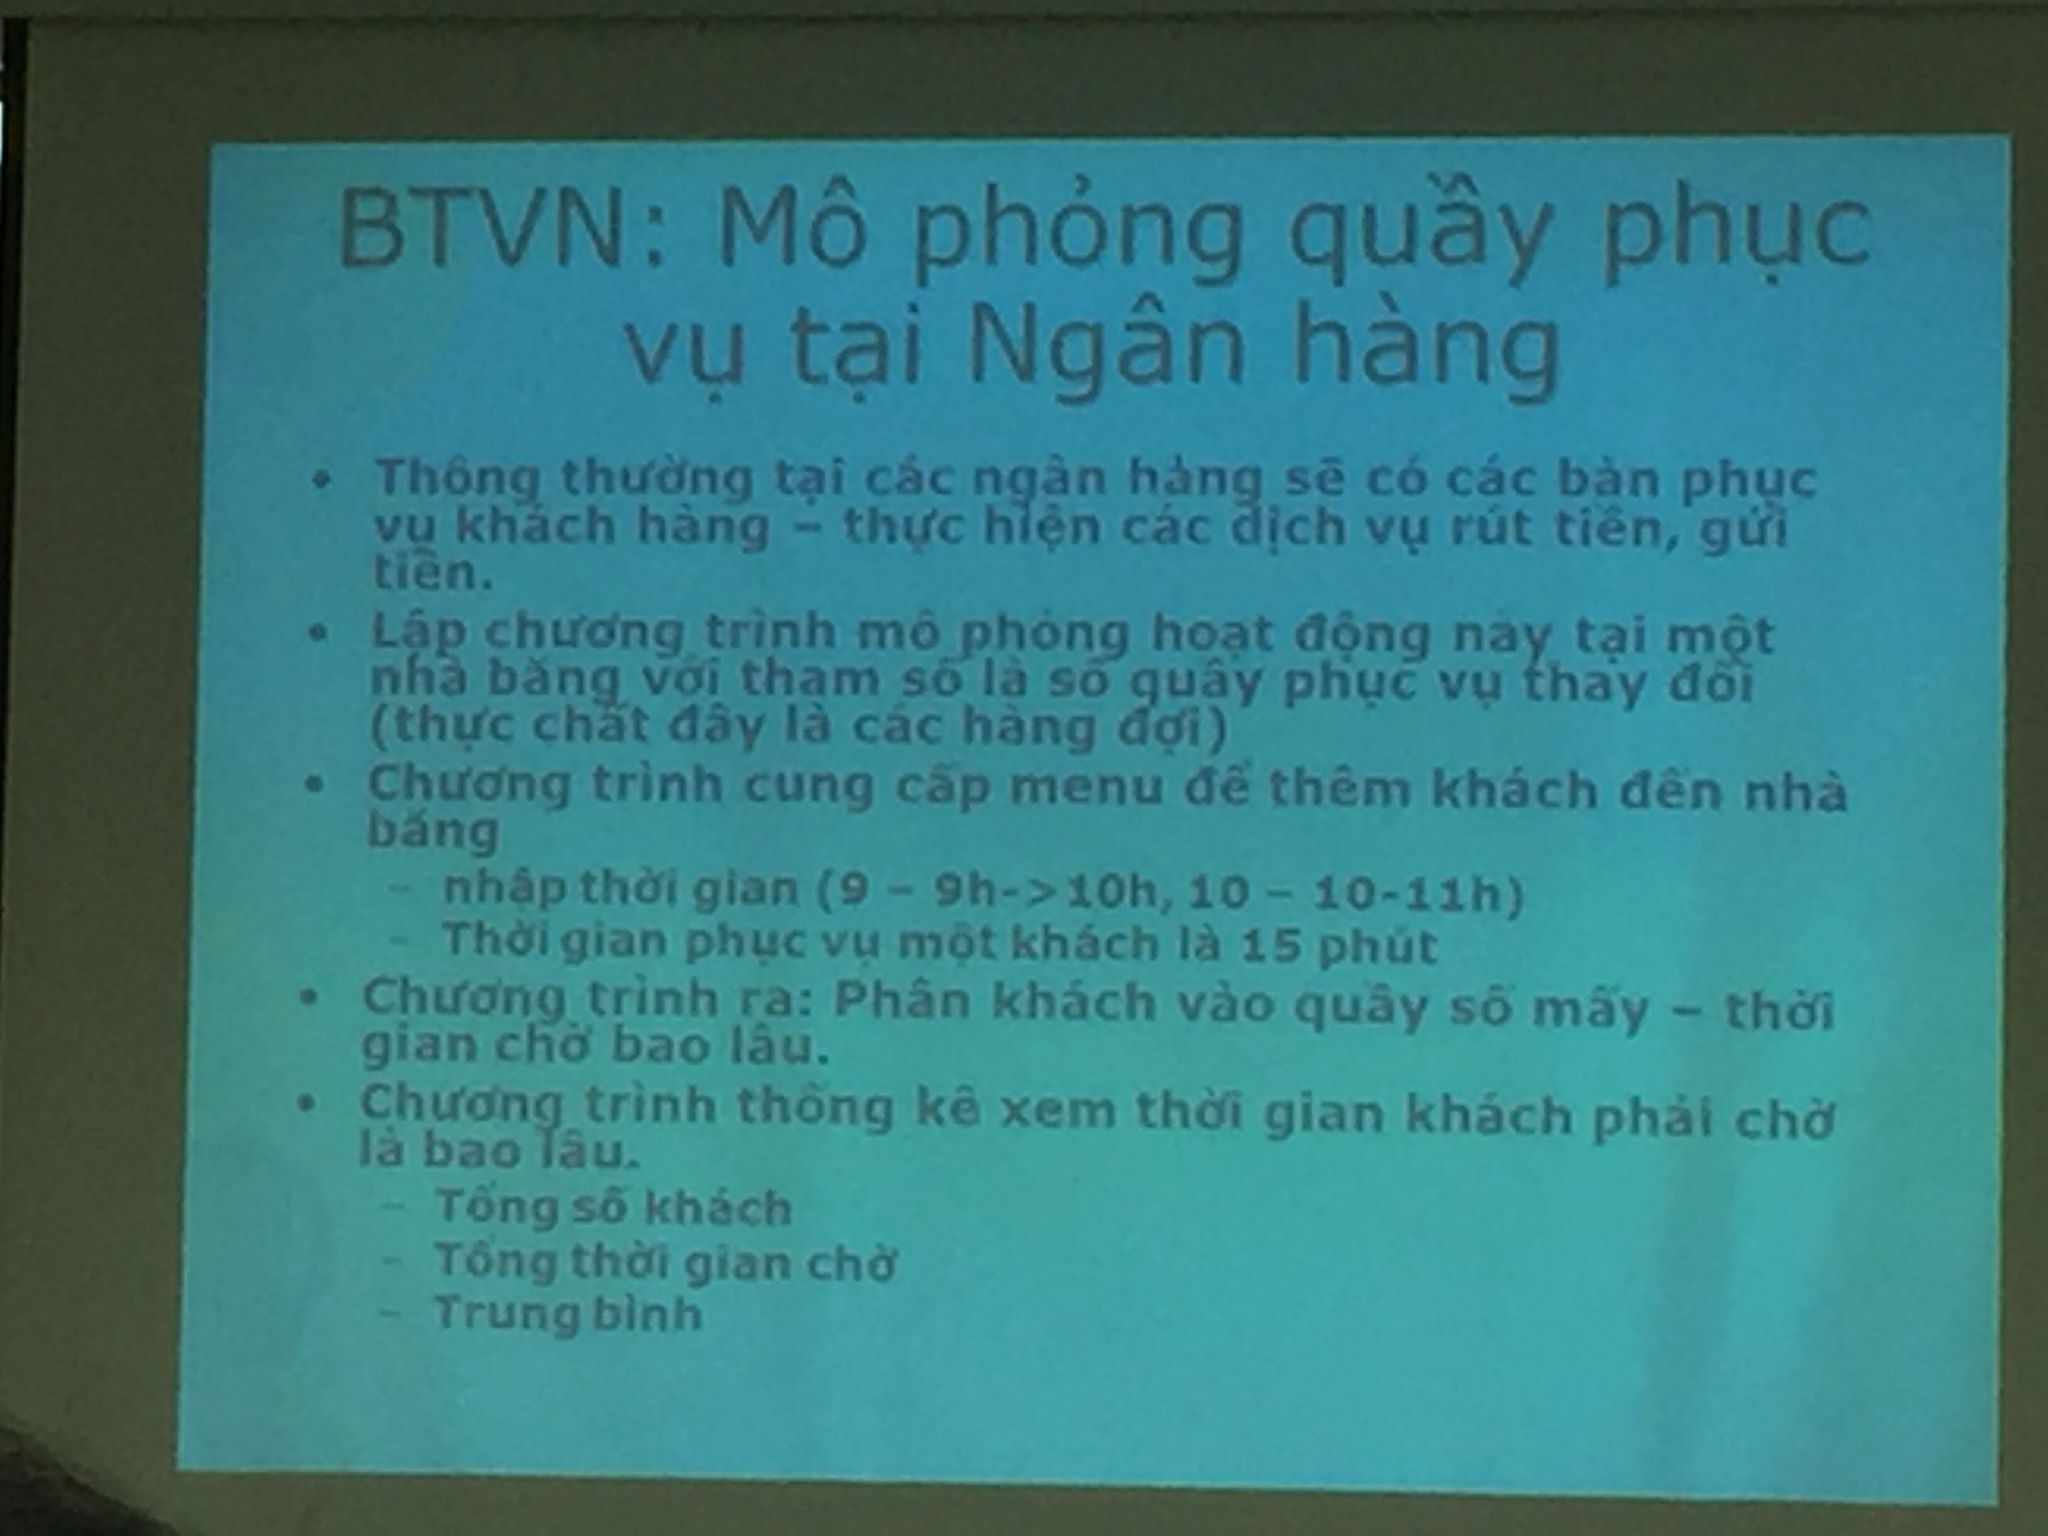 BTVN: Mô phỏng quầy phục
vụ tại Ngân hàng
• Thông thường tại các ngân hàng sẽ có các bàn phục
vụ khách hàng – thực hiện các dịch vụ rút tiền, gửi
tiền.
• Lập chương trình mô phỏng hoạt động này tại một
nhà băng với tham số là số quầy phục vụ thay đổi
(thực chất đây là các hàng đợi)
• Chương trình cung cấp menu để thêm khách đến nhà
băng
– nhập thời gian (9 – 9h->10h, 10 – 10-11h)
– Thời gian phục vụ một khách là 15 phút
• Chương trình ra: Phân khách vào quầy số mấy – thời
gian chờ bao lâu.
• Chương trình thống kê xem thời gian khách phải chờ
là bao lâu.
– Tổng số khách
– Tổng thời gian chờ
– Trung bình